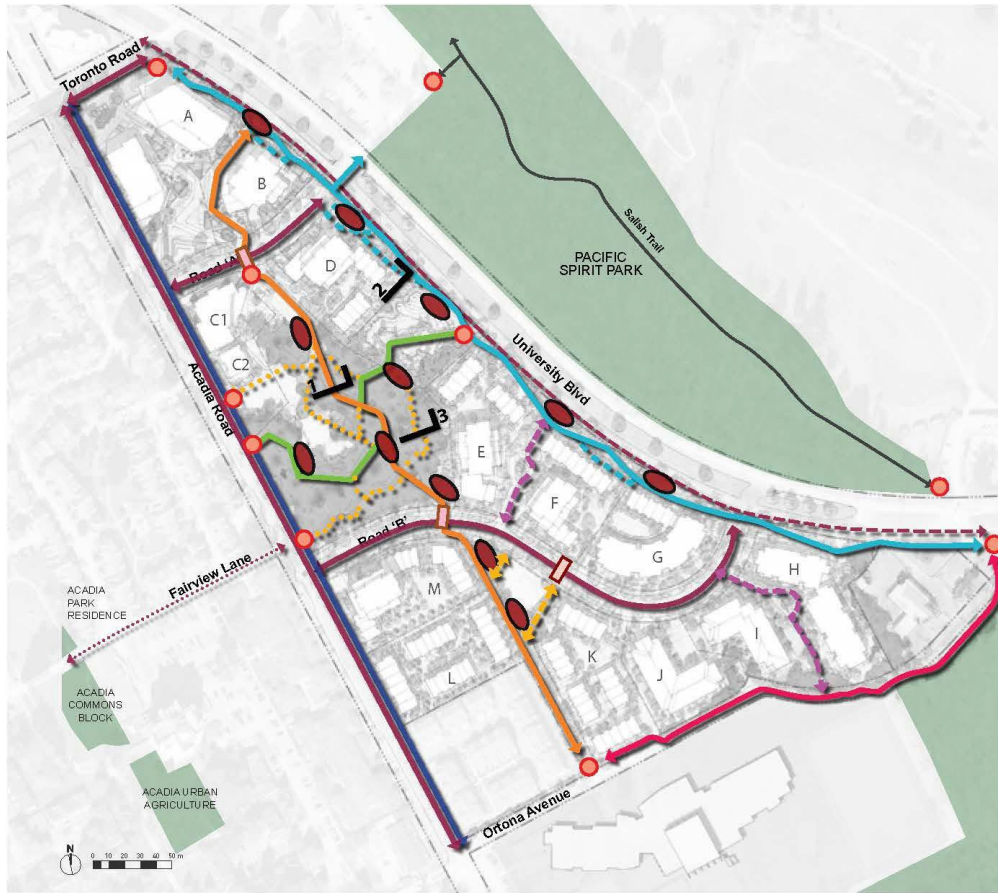 Toronto Road
A
B
Road 'A'
D
2
C1
C2
1
3
Acadia Road
PACIFIC
SPIRIT PARK
Salish Trail
University Blvd
E
F
G
H
Road 'B'
Fairview Lane
M
K
I
J
L
ACADIA
PARK
RESIDENCE
ACADIA
COMMONS
BLOCK
ACADIA URBAN
AGRICULTURE
Ortona Avenue
N
0 10 20 30 40 50 m